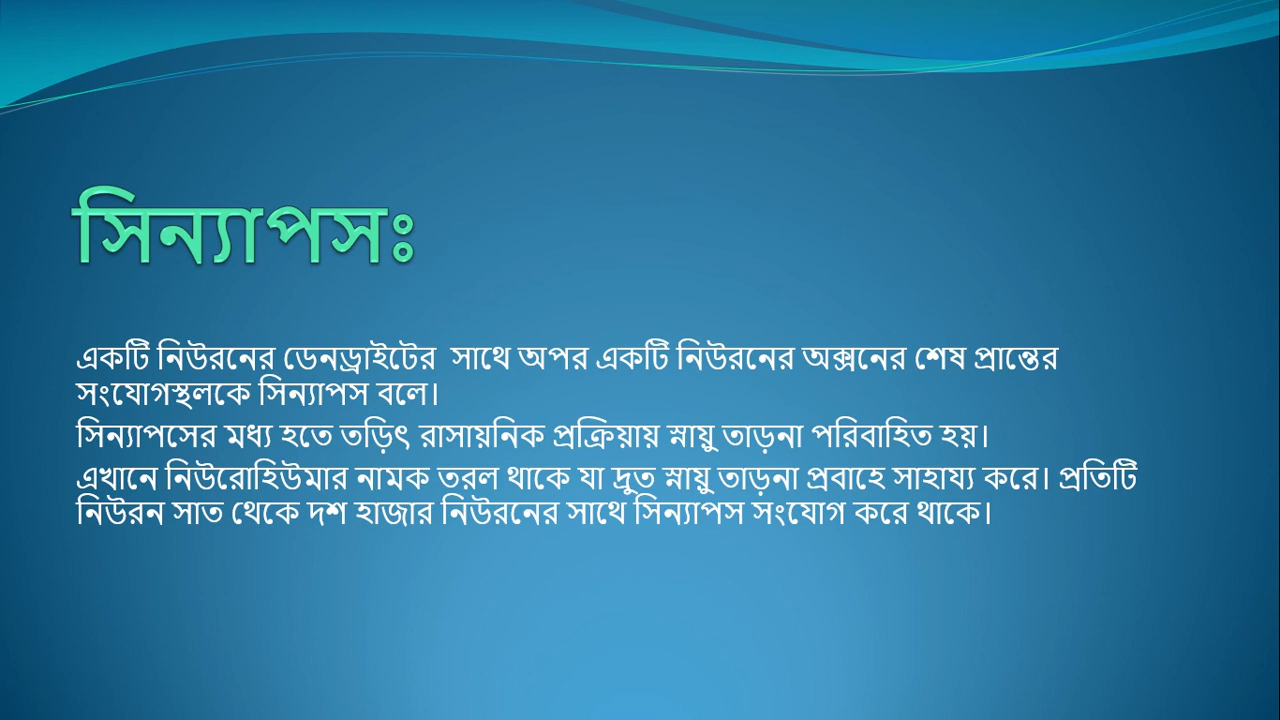 সিন্যাপসঃ
একটি নিউরনের ডেনড্রাইটের সাথে অপর একটি নিউরনের অক্সনের শেষ প্রান্তের
সংযোগস্থলকে সিন্যাপস বলে।
সিন্যাপসের মধ্য হতে তড়িৎ রাসায়নিক প্রক্রিয়ায় স্নায়ু তাড়না পরিবাহিত হয়।
এখানে নিউরোহিউমার নামক তরল থাকে যা দ্রুত স্নায়ু তাড়না প্রবাহে সাহায্য করে। প্রতিটি
নিউরন সাত থেকে দশ হাজার নিউরনের সাথে সিন্যাপস সংযোগ করে থাকে।